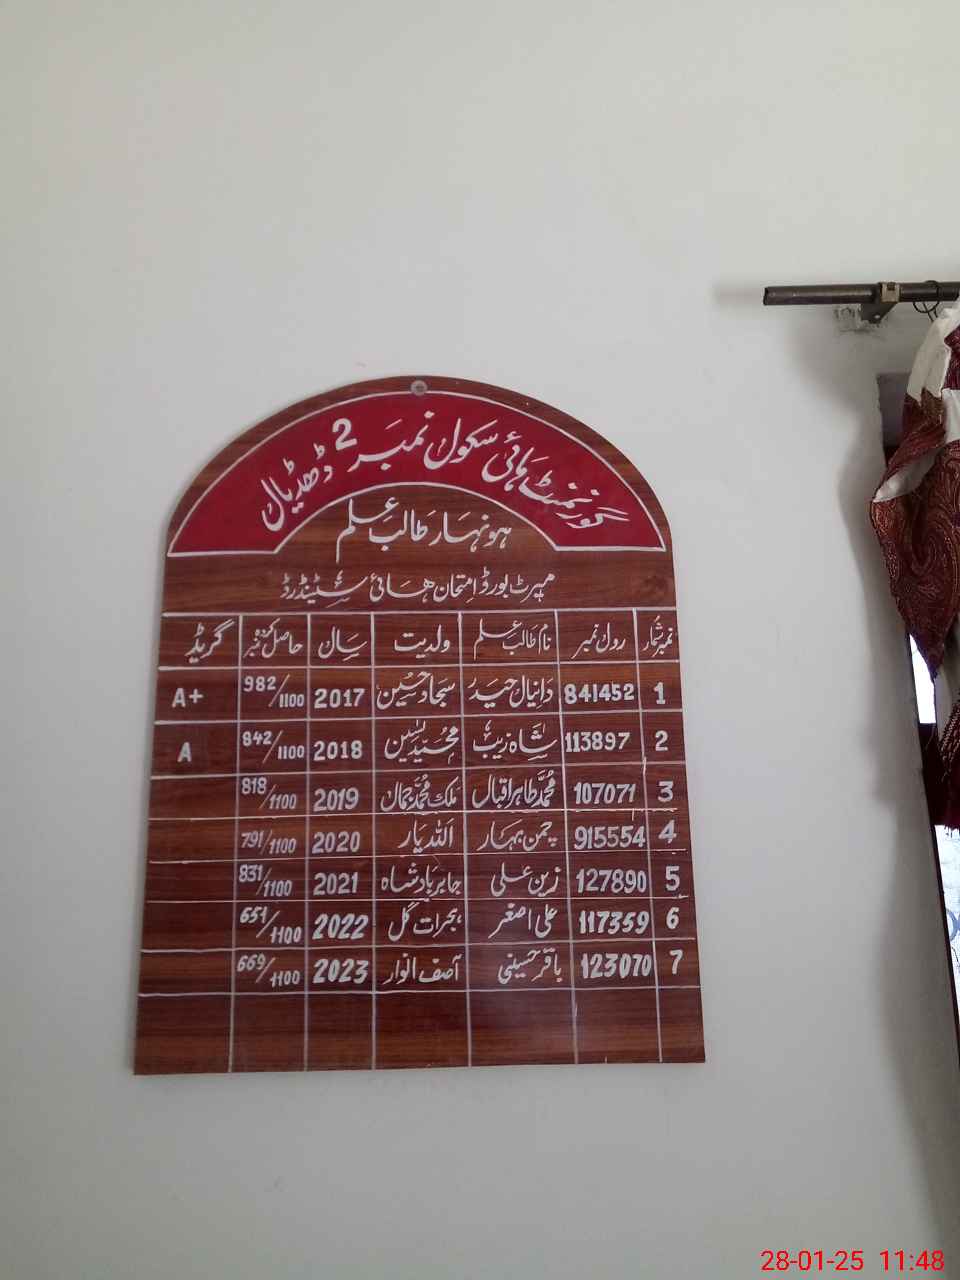 گورنمنٹ ہائی سکول نمبر 2 ڈھڈیال
ہونہار طالب علم
میرٹ بورڈ امتحان ھائی سٹینڈرڈ
نمبر شمار رول نمبر نام طالب علم ولدیت سال حاصل کردہ نمبر گریڈ
1 841452 دانیال حیدر سجاد حسین 2017 982/1100 A+
2 113897 شاہ زیب محمد یٰسین 2018 842/1100 A
3 107071 محمد طاہر اقبال ملک محمد جمال 2019 818/1100
4 915554 چمن بہار اللہ یار 2020 791/1100
5 127890 زین علی جابر بادشاہ 2021 831/1100
6 117359 علی اصغر بجرات گل 2022 651/1100
7 123070 باقر حسینی آصف انوار 2023 669/1100
28-01-25 11:48